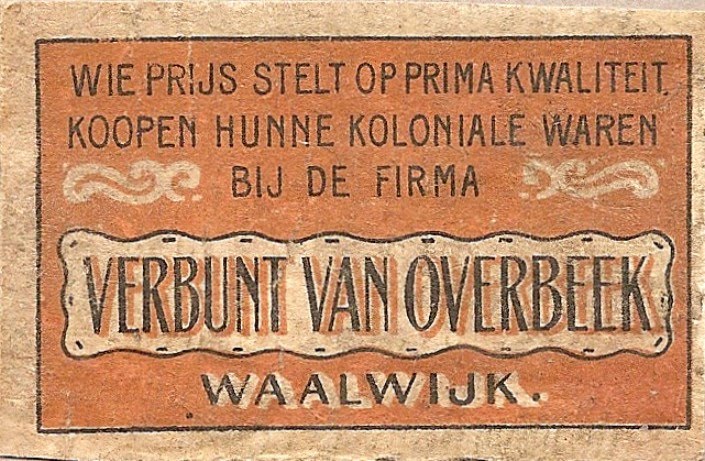 WIE PRIJS STELT OP PRIMA KWALITEIT.
KOOPEN HUNNE KOLONIALE WAREN
BIJ DE FIRMA
VERBUNT VAN OVERBEEK
WAALWIJK.